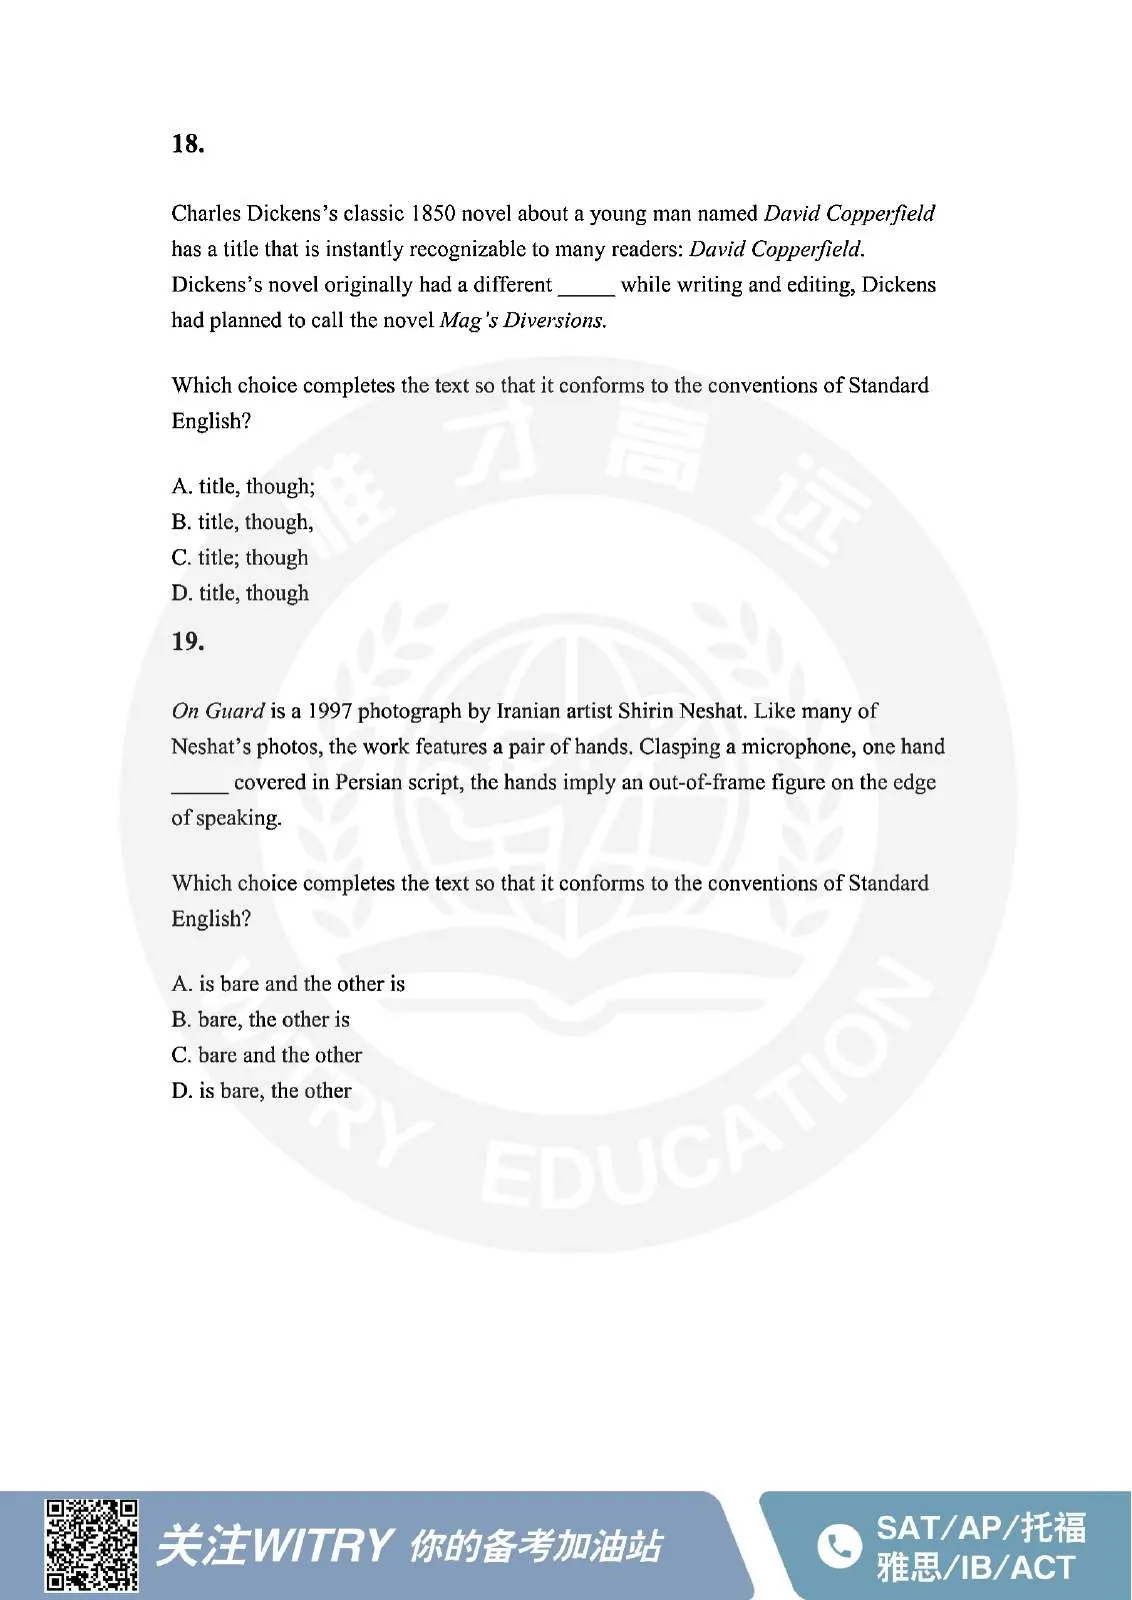 18.
Charles Dickens’s classic 1850 novel about a young man named David Copperfield
has a title that is instantly recognizable to many readers: David Copperfield.
Dickens’s novel originally had a different _____ while writing and editing, Dickens
had planned to call the novel Mag’s Diversions.
Which choice completes the text so that it conforms to the conventions of Standard
English?
A. title, though;
B. title, though,
C. title; though
D. title, though
19.
On Guard is a 1997 photograph by Iranian artist Shirin Neshat. Like many of
Neshat’s photos, the work features a pair of hands. Clasping a microphone, one hand
_____ covered in Persian script, the hands imply an out-of-frame figure on the edge
of speaking.
Which choice completes the text so that it conforms to the conventions of Standard
English?
A. is bare and the other is
B. bare, the other is
C. bare and the other
D. is bare, the other
雅才高远
WITRY EDUCATION
关注WITRY 你的备考加油站
SAT/AP/托福
雅思/IB/ACT